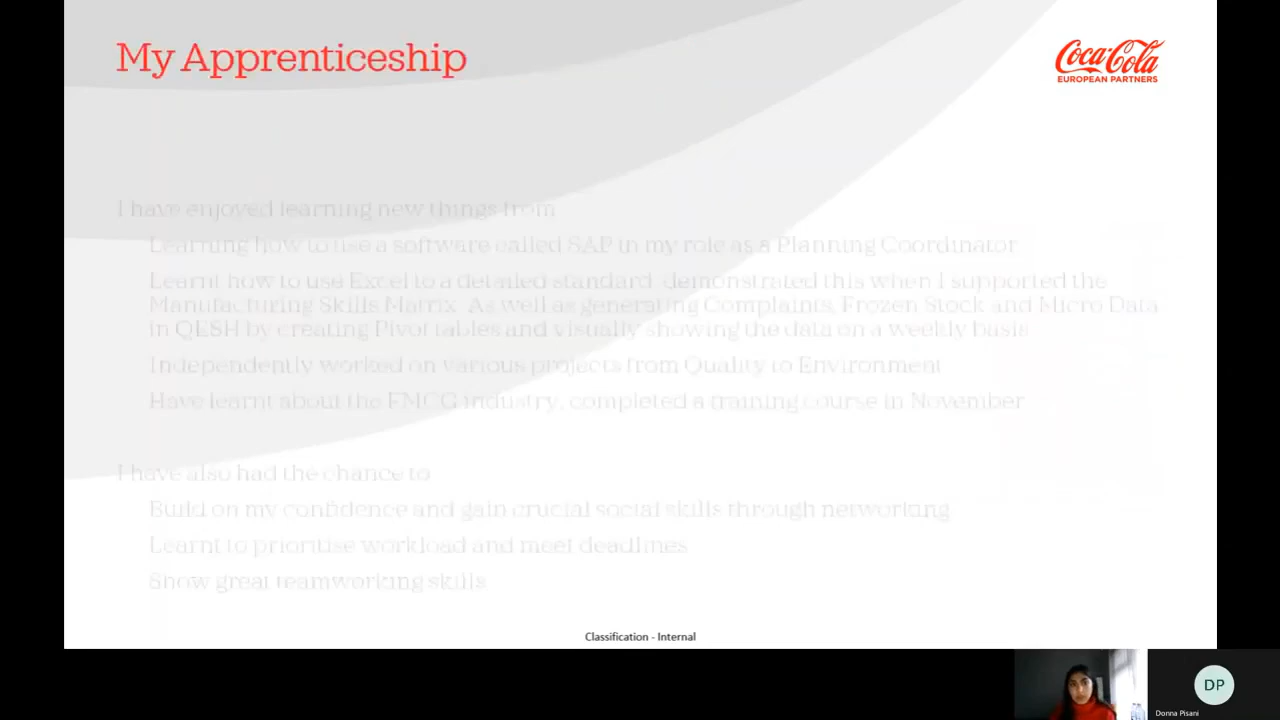 My Apprenticeship
Coca-Cola
EUROPEAN PARTNERS
I have enjoyed learning new things from
Learning how to use a software called SAP in my role as a Planning Coordinator
Learnt how to use Excel to a detailed standard demonstrated this when I supported the
Manufacturing Skills Matrix. As well as generating Complaints, Frozen Stock and Micro Data
in QESH by creating Pivot tables and visually showing the data on a weekly basis
Independently worked on various projects from Quality to Environment
Have learnt about the FMCG industry, completed a training course in November
I have also had the chance to
Build on my confidence and gain crucial social skills through networking
Learnt to prioritise workload and meet deadlines
Show great teamworking skills
Classification - Internal
DP
Donna Pisani